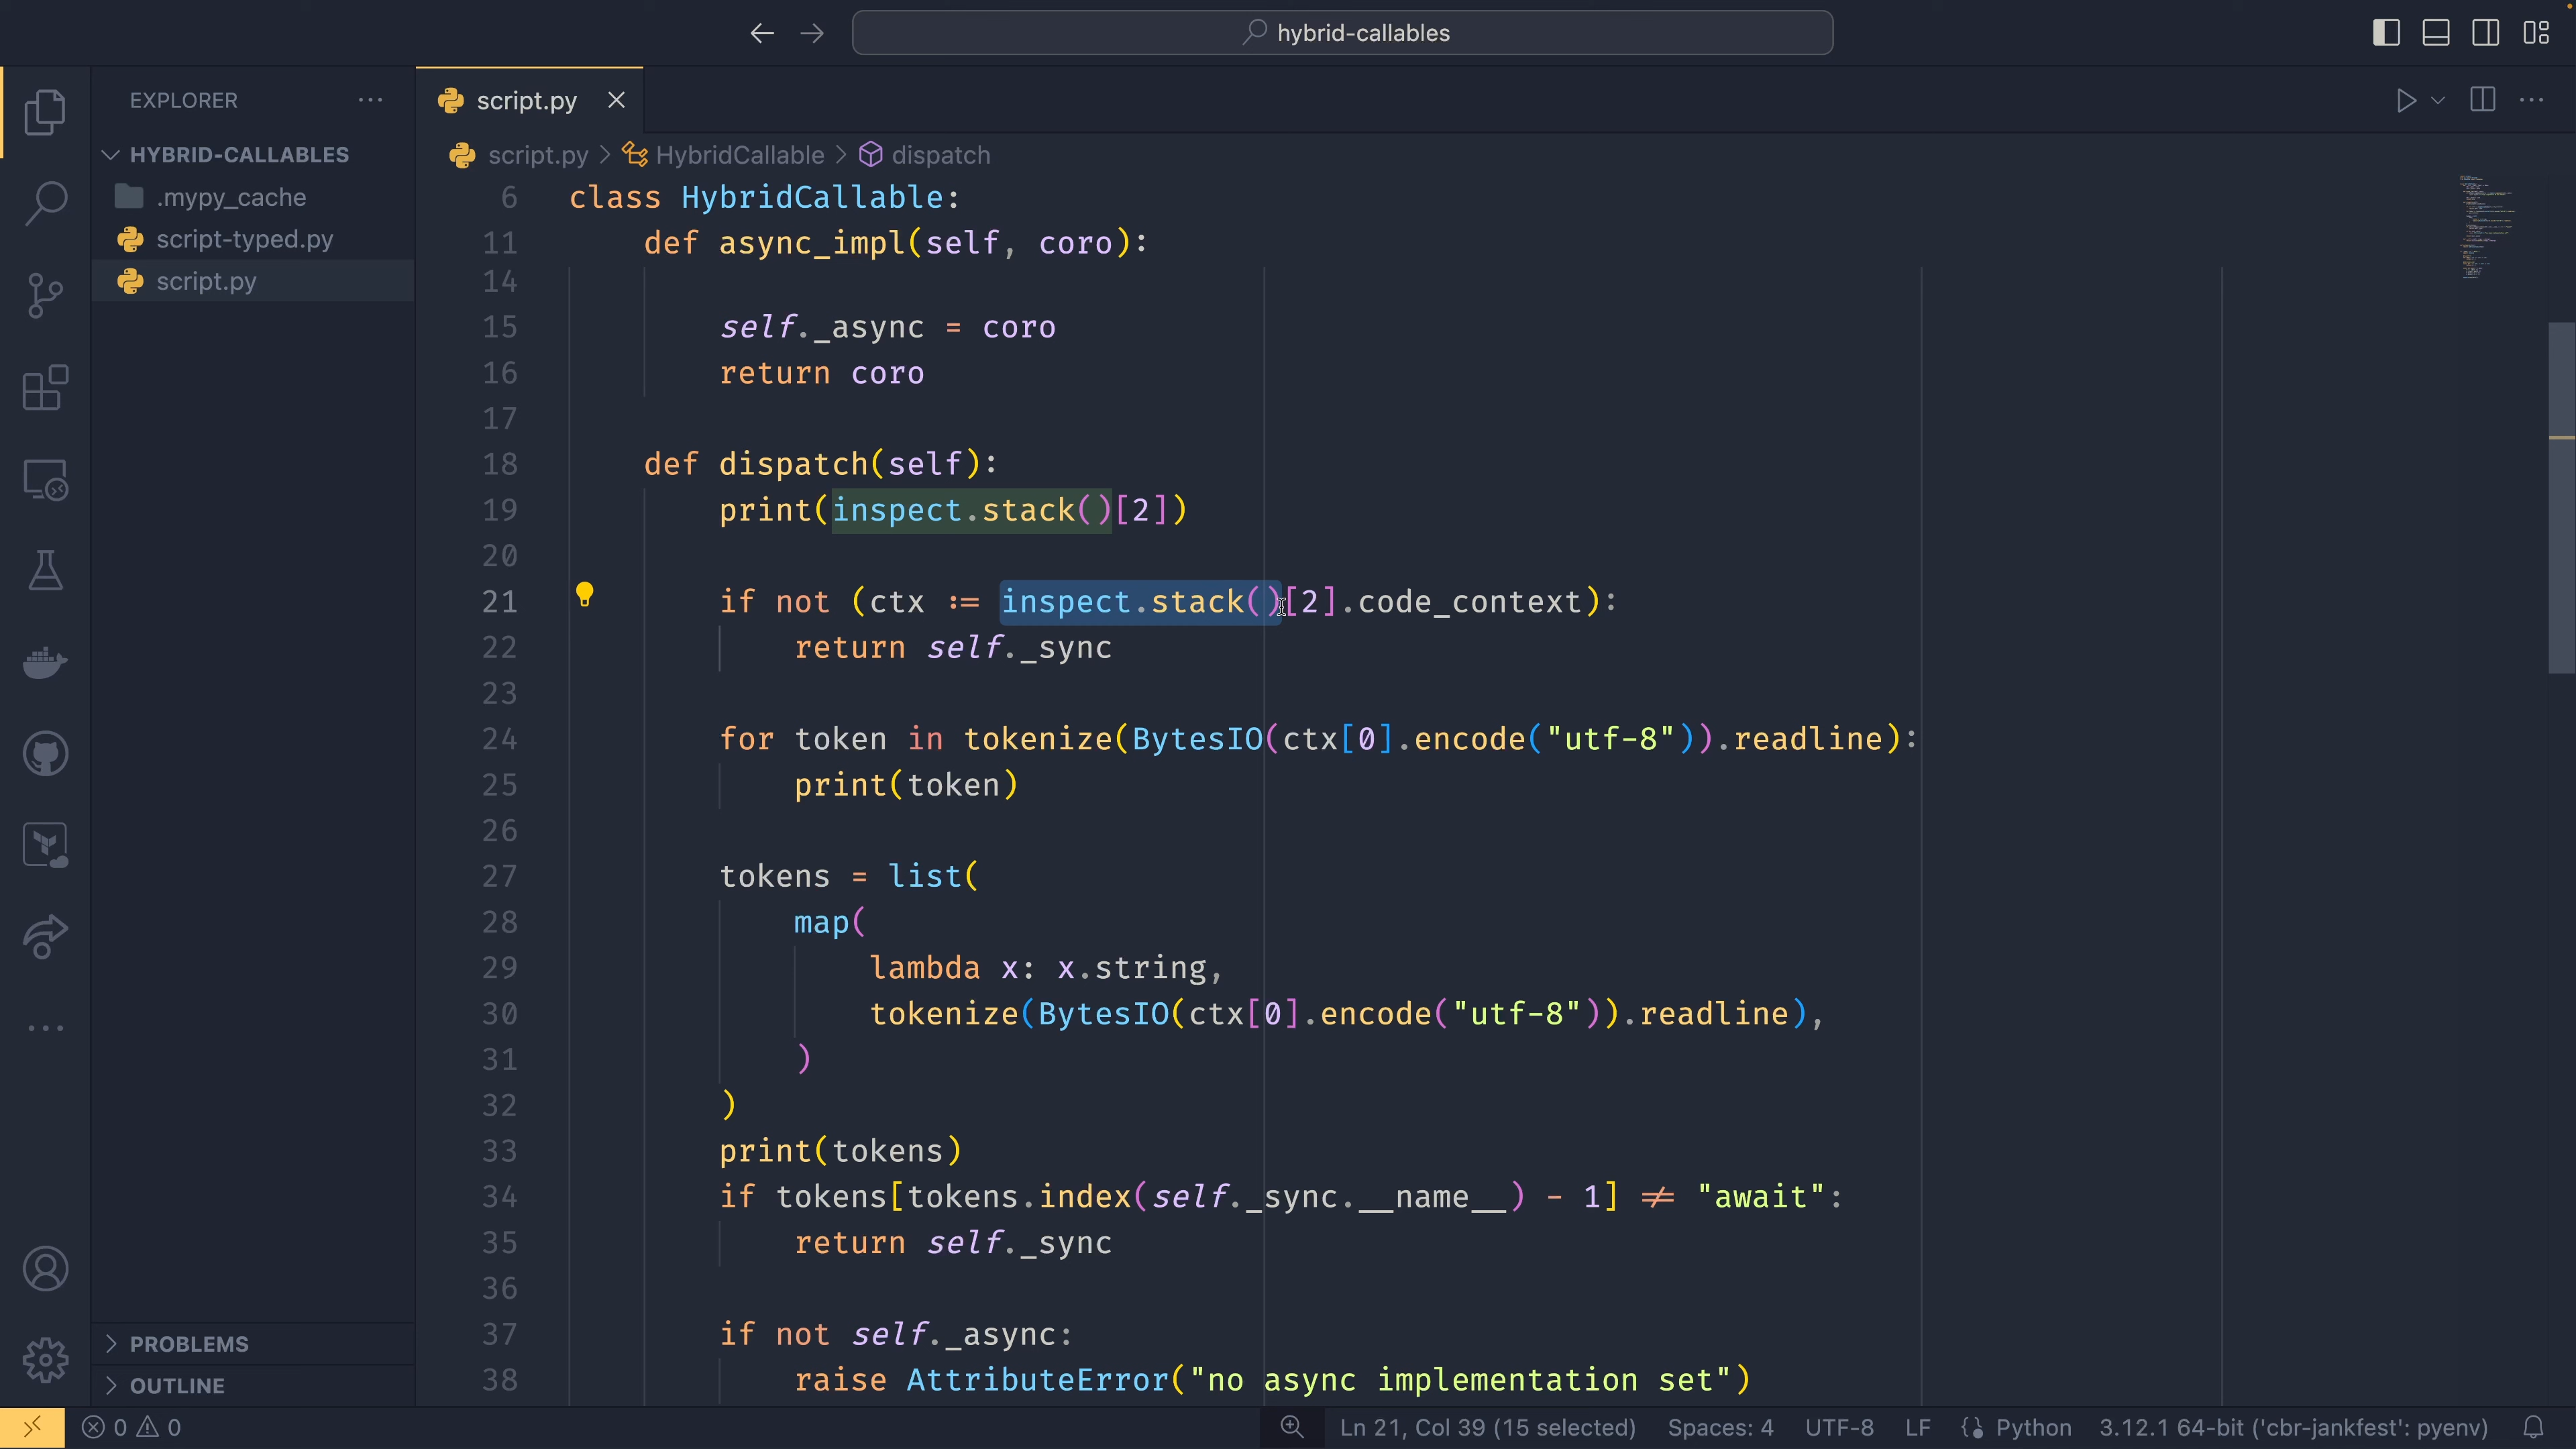 hybrid-callables
EXPLORER
script.py
HYBRID-CALLABLES
.mypy_cache
script-typed.py
script.py
script.py > HybridCallable > dispatch
6 class HybridCallable:
11 def async_impl(self, coro):
14
15 self._async = coro
16 return coro
17
18 def dispatch(self):
19 print(inspect.stack()[2])
20
21 if not (ctx := inspect.stack()[2].code_context):
22 return self._sync
23
24 for token in tokenize(BytesIO(ctx[0].encode("utf-8")).readline):
25 print(token)
26
27 tokens = list(
28 map(
29 lambda x: x.string,
30 tokenize(BytesIO(ctx[0].encode("utf-8")).readline),
31 )
32 )
33 print(tokens)
34 if tokens[tokens.index(self._sync.__name__) - 1] != "await":
35 return self._sync
36
37 if not self._async:
38 raise AttributeError("no async implementation set")
PROBLEMS
OUTLINE
0 0 Ln 21, Col 39 (15 selected) Spaces: 4 UTF-8 LF Python 3.12.1 64-bit ('cbr-jankfest': pyenv)